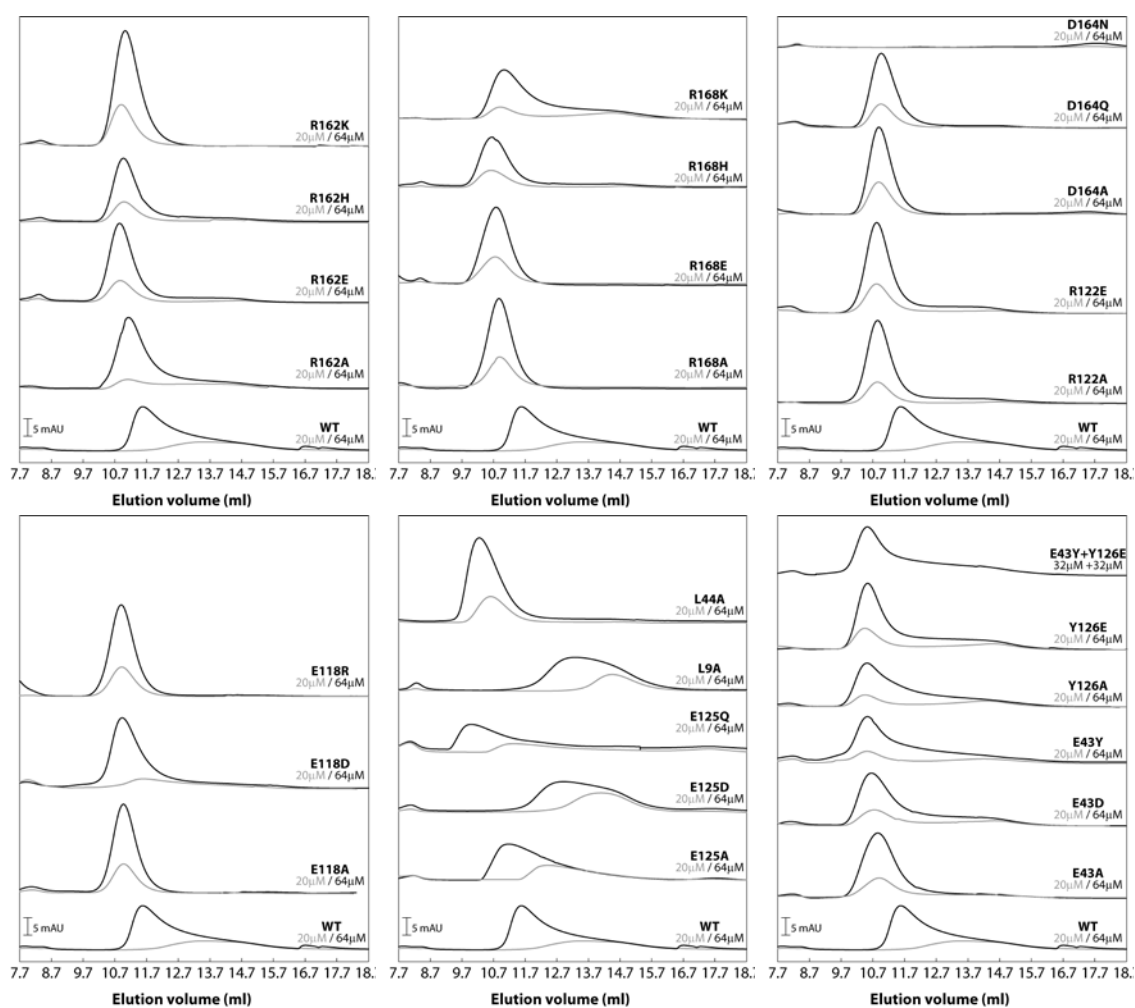 R162K
20μM / 64μM
R162H
20μM / 64μM
R162E
20μM / 64μM
R162A
20μM / 64μM
5 mAU
WT
20μM / 64μM
7.7 8.7 9.7 10.7 11.7 12.7 13.7 14.7 15.7 16.7 17.7 18.
Elution volume (ml)
R168K
20μM / 64μM
R168H
20μM / 64μM
R168E
20μM / 64μM
R168A
20μM / 64μM
5 mAU
WT
20μM / 64μM
7.7 8.7 9.7 10.7 11.7 12.7 13.7 14.7 15.7 16.7 17.7 18.
Elution volume (ml)
D164N
20μM / 64μM
D164Q
20μM / 64μM
D164A
20μM / 64μM
R122E
20μM / 64μM
R122A
20μM / 64μM
5 mAU
WT
20μM / 64μM
7.7 8.7 9.7 10.7 11.7 12.7 13.7 14.7 15.7 16.7 17.7 18.7
Elution volume (ml)
E118R
20μM / 64μM
E118D
20μM / 64μM
E118A
20μM / 64μM
5 mAU
WT
20μM / 64μM
7.7 8.7 9.7 10.7 11.7 12.7 13.7 14.7 15.7 16.7 17.7 18.
Elution volume (ml)
L44A
20μM / 64μM
L9A
20μM / 64μM
E125Q
20μM / 64μM
E125D
20μM / 64μM
E125A
20μM / 64μM
5 mAU
WT
20μM / 64μM
7.7 8.7 9.7 10.7 11.7 12.7 13.7 14.7 15.7 16.7 17.7 18.
Elution volume (ml)
E43Y+Y126E
32μM +32μM
Y126E
20μM / 64μM
Y126A
20μM / 64μM
E43Y
20μM / 64μM
E43D
20μM / 64μM
E43A
20μM / 64μM
5 mAU
WT
20μM / 64μM
7.7 8.7 9.7 10.7 11.7 12.7 13.7 14.7 15.7 16.7 17.7 18.7
Elution volume (ml)